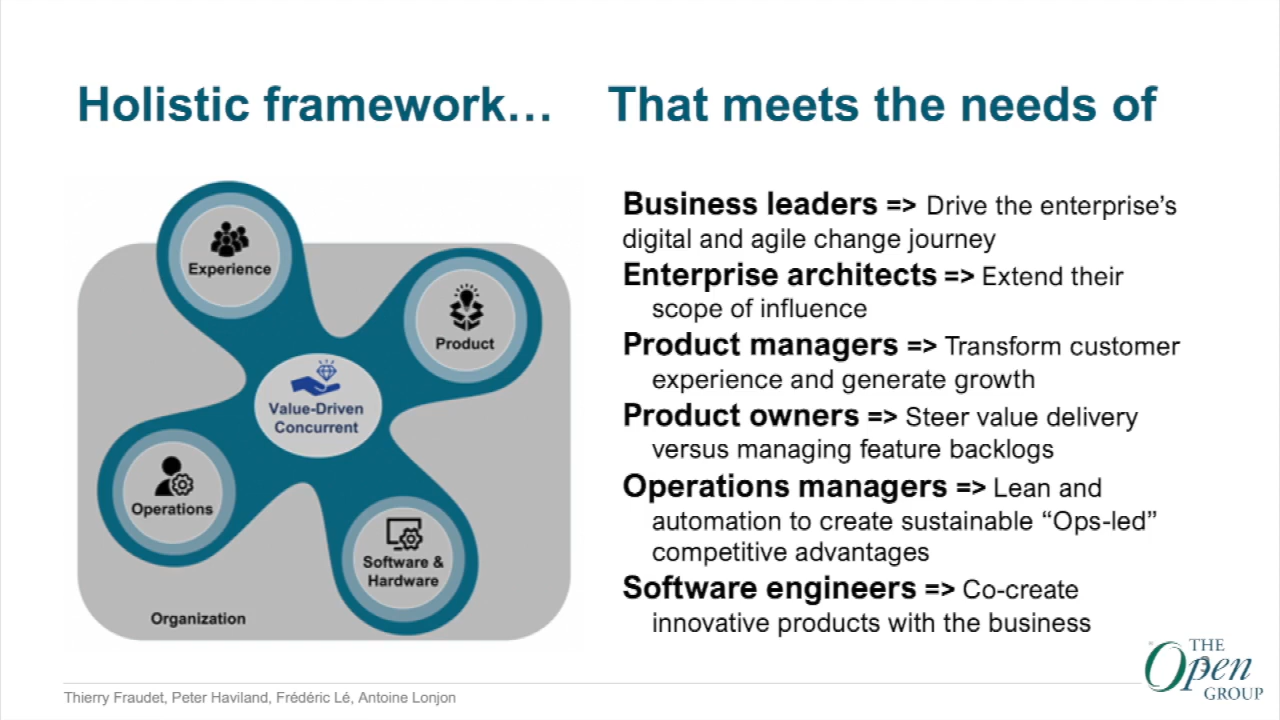 Holistic framework…
That meets the needs of
Experience
Product
Value-Driven
Concurrent
Operations
Software &
Hardware
Organization
Business leaders => Drive the enterprise’s
digital and agile change journey
Enterprise architects => Extend their
scope of influence
Product managers => Transform customer
experience and generate growth
Product owners => Steer value delivery
versus managing feature backlogs
Operations managers => Lean and
automation to create sustainable “Ops-led”
competitive advantages
Software engineers => Co-create
innovative products with the business
Thierry Fraudet, Peter Haviland, Frédéric Lé, Antoine Lonjon
THE
Open
GROUP